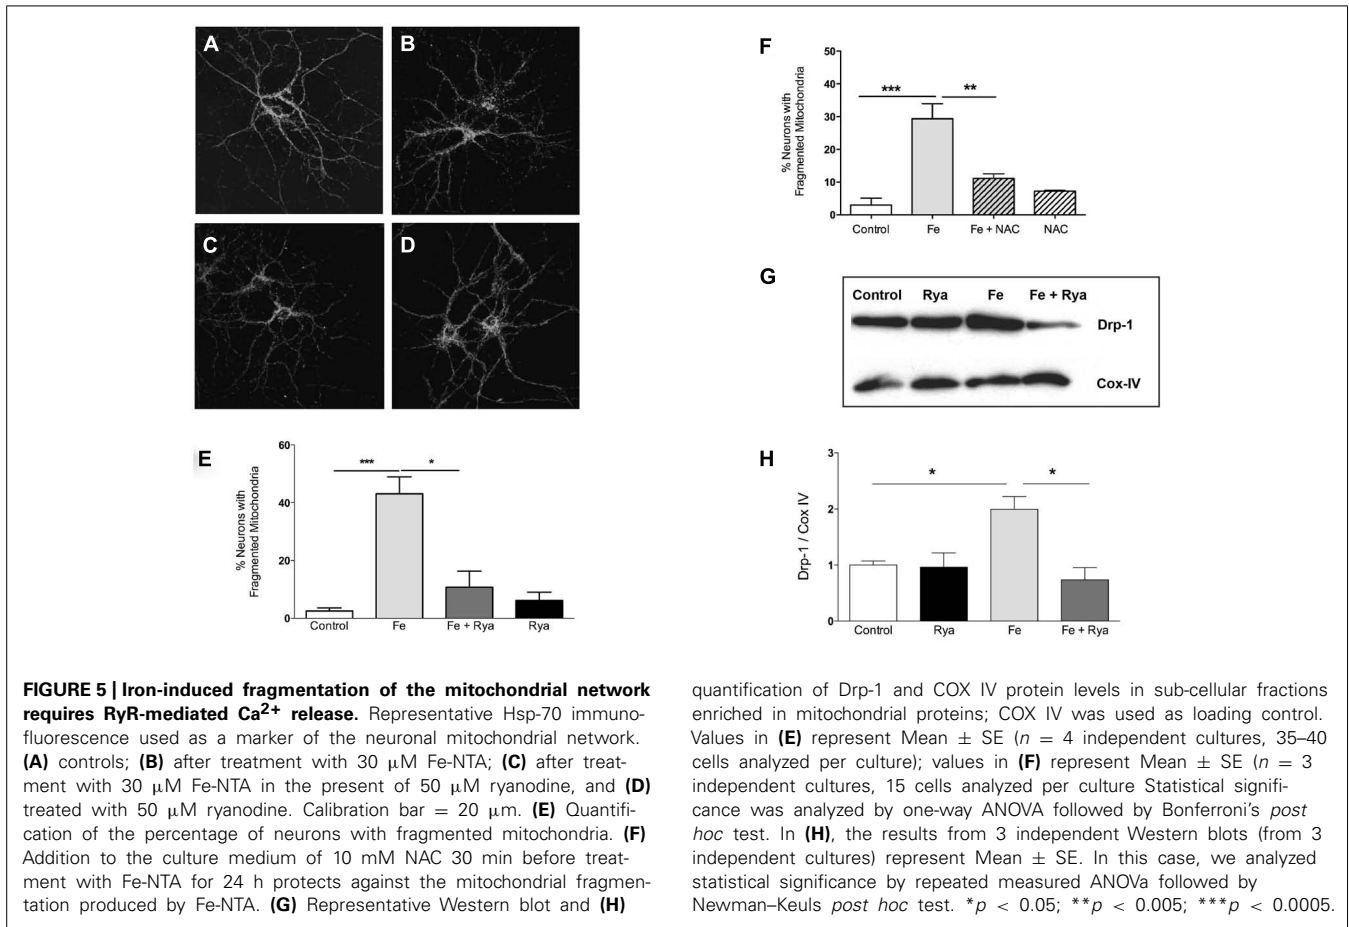 A
B
C
D
E
% Neurons with
Fragmented Mitochondria
60
40
20
0
***
*
Control Fe Fe + Rya Rya
F
% Neurons with
Fragmented Mitochondria
50
40
30
20
10
0
***
**
Control Fe Fe + NAC NAC
G
Control Rya Fe Fe + Rya
Drp-1
Cox-IV
H
Drp-1 / Cox IV
3
2
1
0
*
*
Control Rya Fe Fe + Rya
FIGURE 5 | Iron-induced fragmentation of the mitochondrial network
requires RyR-mediated Ca2+ release. Representative Hsp-70 immuno-
fluorescence used as a marker of the neuronal mitochondrial network.
(A) controls; (B) after treatment with 30 μM Fe-NTA; (C) after treat-
ment with 30 μM Fe-NTA in the present of 50 μM ryanodine, and (D)
treated with 50 μM ryanodine. Calibration bar = 20 μm. (E) Quantifi-
cation of the percentage of neurons with fragmented mitochondria. (F)
Addition to the culture medium of 10 mM NAC 30 min before treat-
ment with Fe-NTA for 24 h protects against the mitochondrial fragmen-
tation produced by Fe-NTA. (G) Representative Western blot and (H)
quantification of Drp-1 and COX IV protein levels in sub-cellular fractions
enriched in mitochondrial proteins; COX IV was used as loading control.
Values in (E) represent Mean ± SE (n = 4 independent cultures, 35–40
cells analyzed per culture); values in (F) represent Mean ± SE (n = 3
independent cultures, 15 cells analyzed per culture Statistical signifi-
cance was analyzed by one-way ANOVA followed by Bonferroni's post
hoc test. In (H), the results from 3 independent Western blots (from 3
independent cultures) represent Mean ± SE. In this case, we analyzed
statistical significance by repeated measured ANOVa followed by
Newman–Keuls post hoc test. *p < 0.05; **p < 0.005; ***p < 0.0005.